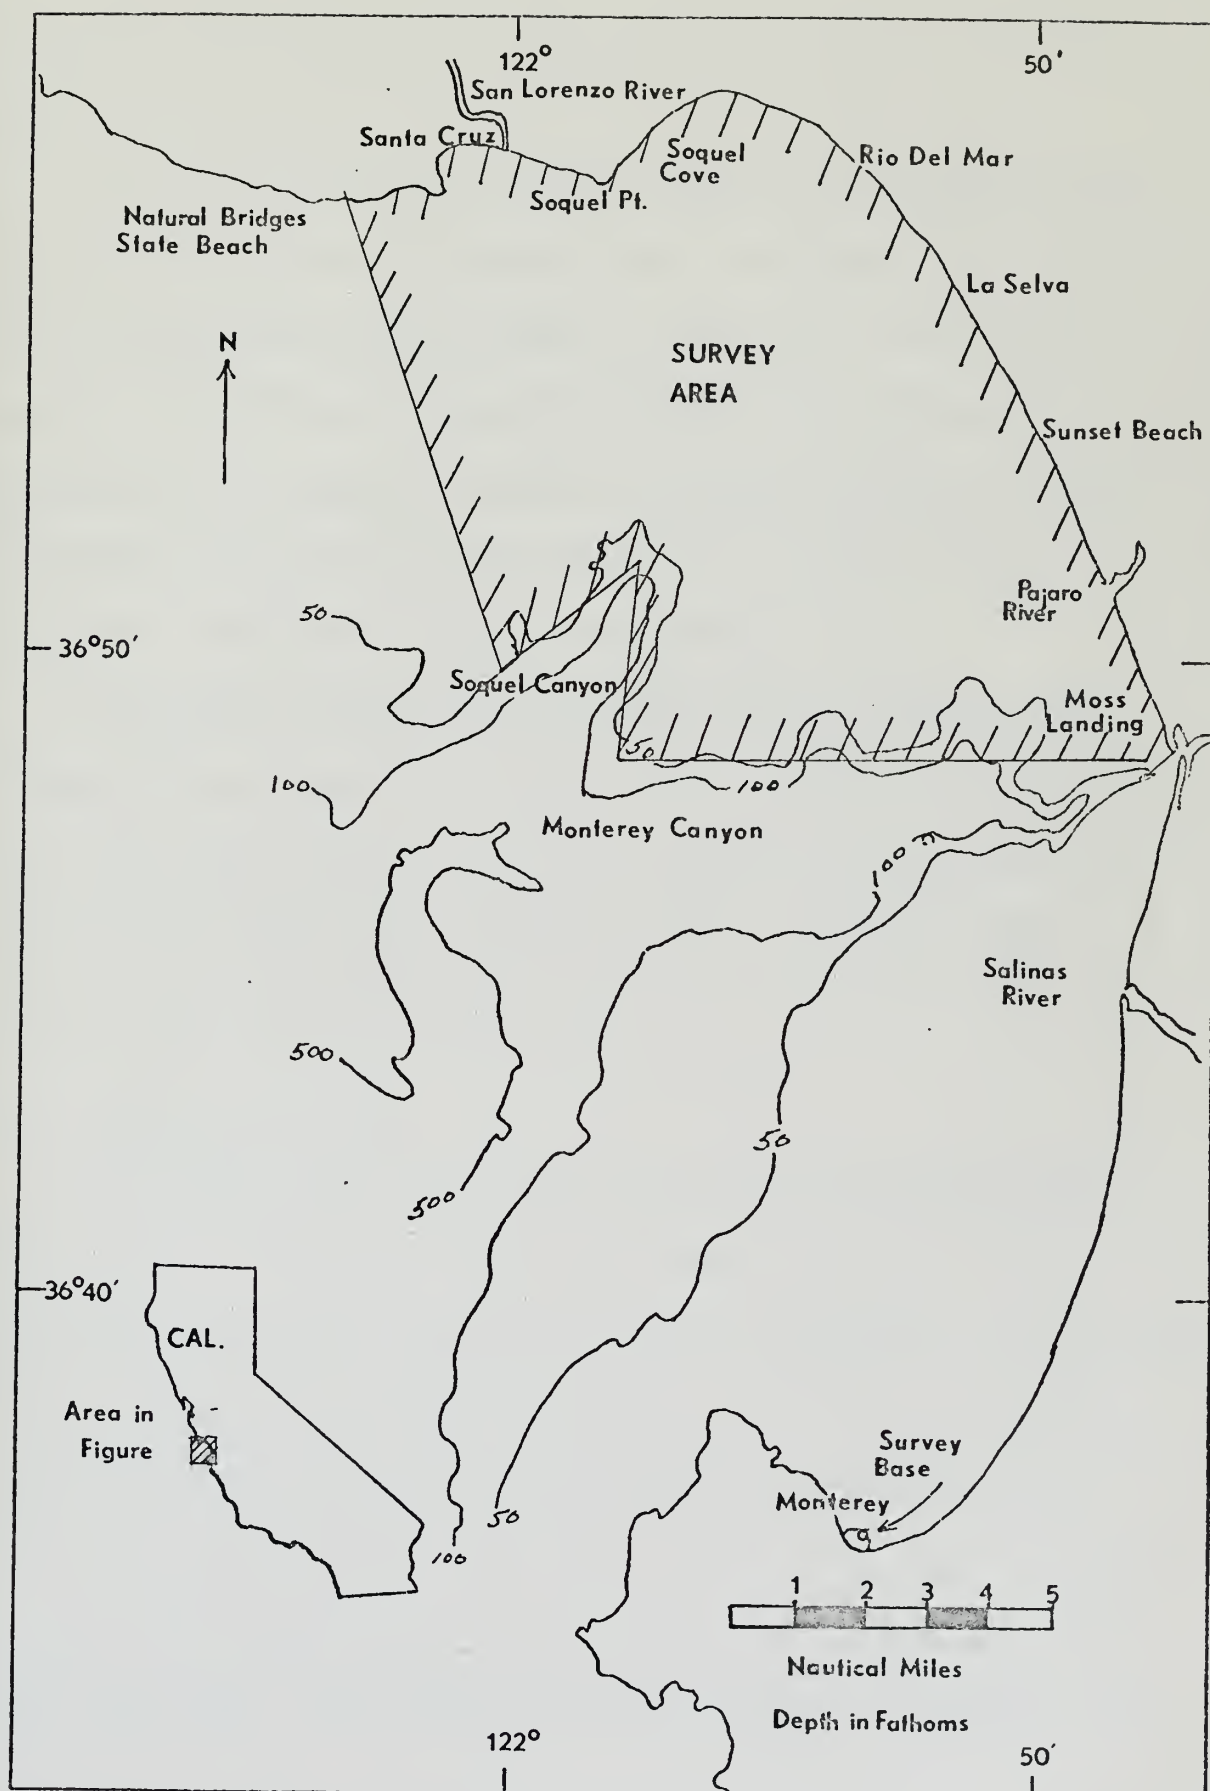 122°
50'
San Lorenzo River
Santa Cruz
Soquel
Cove
Rio Del Mar
Soquel Pt.
Natural Bridges
State Beach
La Selva
N
SURVEY
AREA
Sunset Beach
Pajaro
River
50
36°50'
Soquel Canyon
Moss
Landing
50
100
100
Monterey Canyon
100
Salinas
River
500
50
500
36°40'
CAL.
Area in
Figure
Survey
Base
Monterey
50
100
1 2 3 4 5
Nautical Miles
Depth in Fathoms
122°
50'